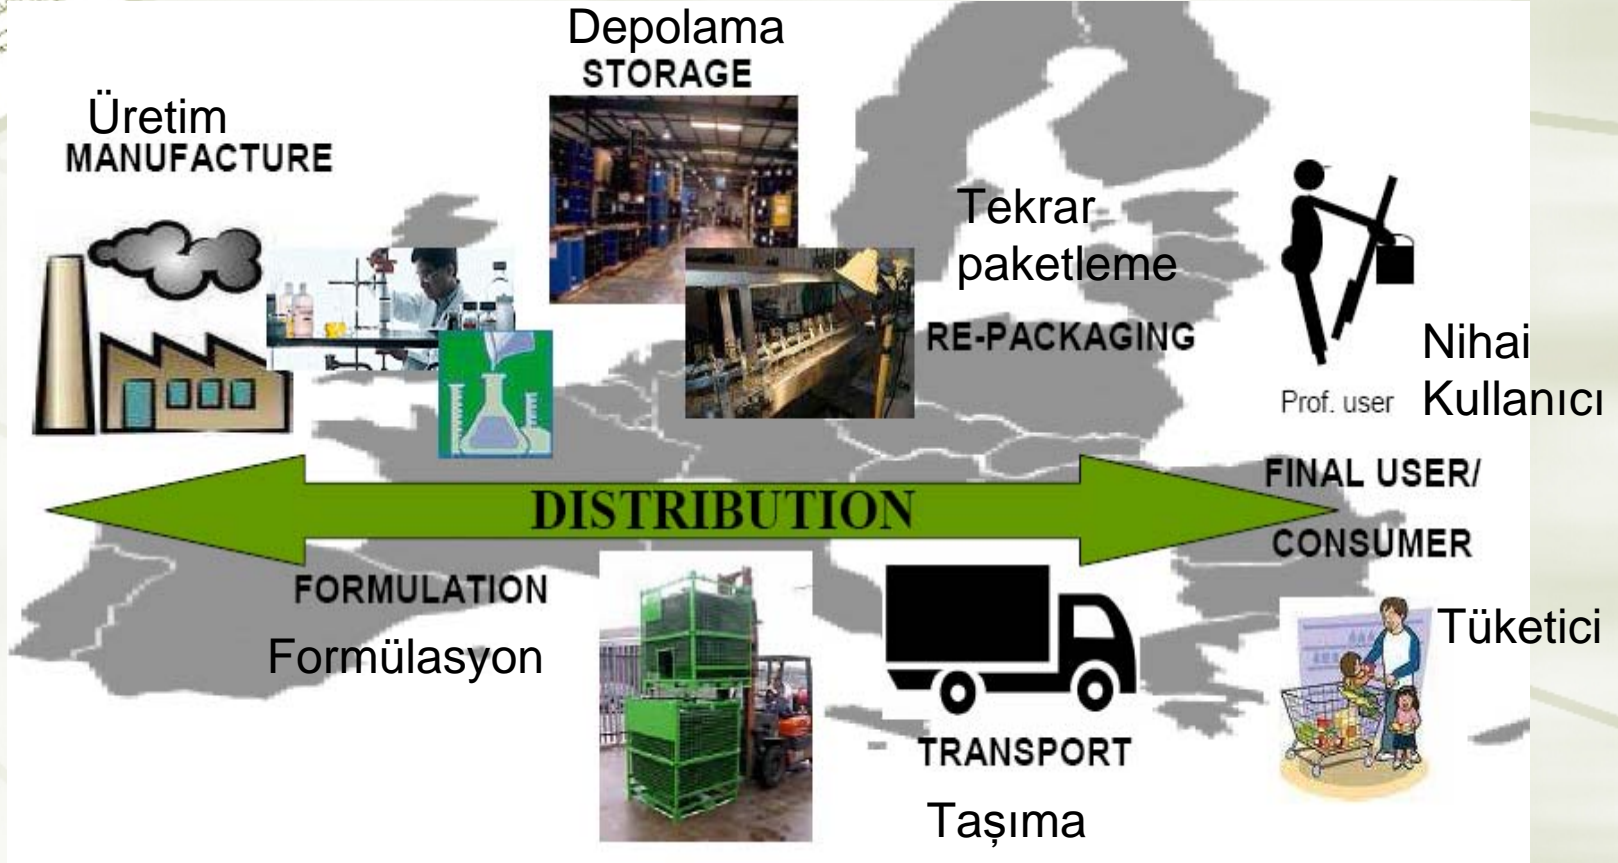 Depolama
STORAGE
Üretim
MANUFACTURE
Tekrar
paketleme
RE-PACKAGING
Nihai
Kullanıcı
Prof. user
FINAL USER/
CONSUMER
DISTRIBUTION
FORMULATION
Formülasyon
TRANSPORT
Taşıma
Tüketici